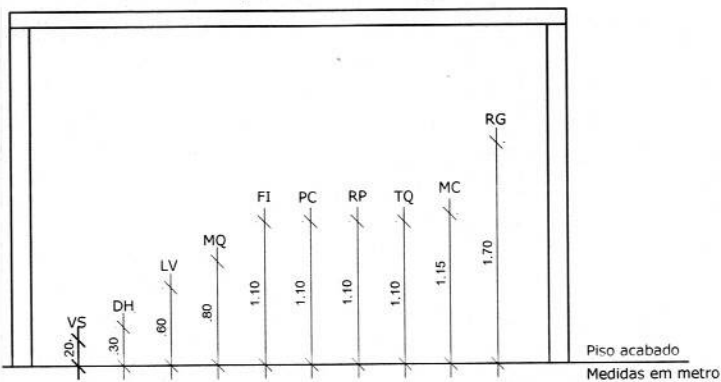 RG
MC
FI PC RP TQ
MQ
LV
DH
VS
.20
.30
.60
.80
1.10
1.10
1.10
1.10
1.15
1.70
Piso acabado
Medidas em metro